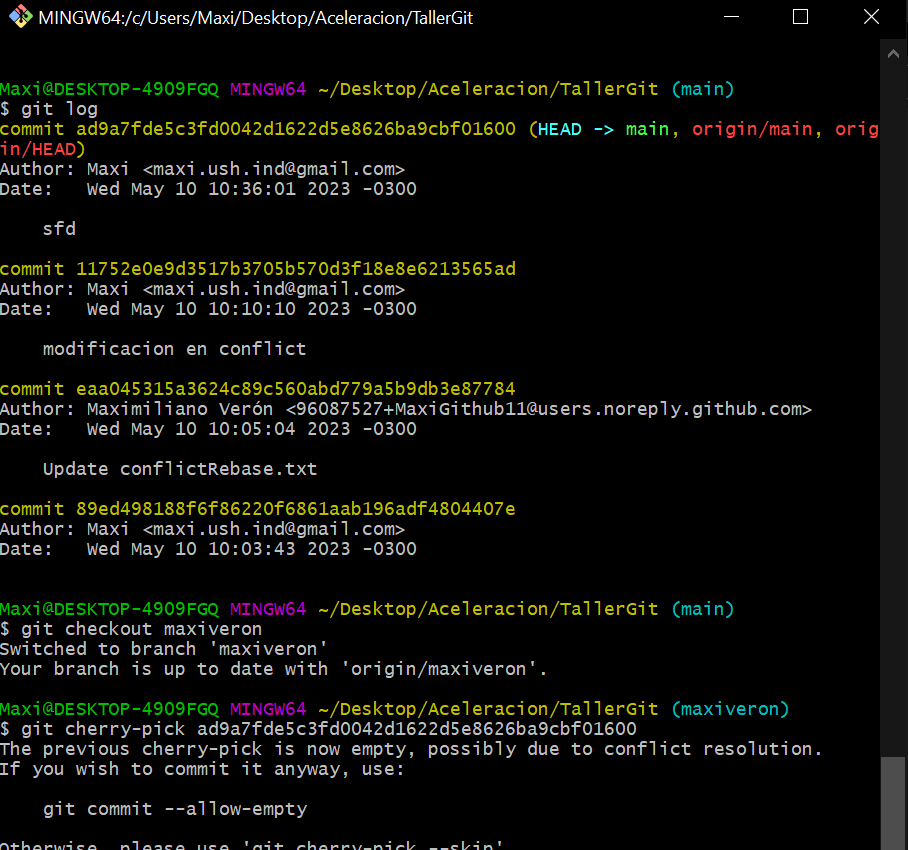 MINGW64:/c/Users/Maxi/Desktop/Aceleracion/TallerGit
Maxi@DESKTOP-4909FGQ MINGW64 ~/Desktop/Aceleracion/TallerGit (main)
$ git log
commit ad9a7fde5c3fd0042d1622d5e8626ba9cbf01600 (HEAD -> main, origin/main, orig
in/HEAD)
Author: Maxi <maxi.ush.ind@gmail.com>
Date:   Wed May 10 10:36:01 2023 -0300
    sfd
commit 11752e0e9d3517b3705b570d3f18e8e6213565ad
Author: Maxi <maxi.ush.ind@gmail.com>
Date:   Wed May 10 10:10:10 2023 -0300
    modificacion en conflict
commit eaa045315a3624c89c560abd779a5b9db3e87784
Author: Maximiliano Verón <96087527+MaxiGithub11@users.noreply.github.com>
Date:   Wed May 10 10:05:04 2023 -0300
    Update conflictRebase.txt
commit 89ed498188f6f86220f6861aab196adf4804407e
Author: Maxi <maxi.ush.ind@gmail.com>
Date:   Wed May 10 10:03:43 2023 -0300
Maxi@DESKTOP-4909FGQ MINGW64 ~/Desktop/Aceleracion/TallerGit (main)
$ git checkout maxiveron
Switched to branch 'maxiveron'
Your branch is up to date with 'origin/maxiveron'.
Maxi@DESKTOP-4909FGQ MINGW64 ~/Desktop/Aceleracion/TallerGit (maxiveron)
$ git cherry-pick ad9a7fde5c3fd0042d1622d5e8626ba9cbf01600
The previous cherry-pick is now empty, possibly due to conflict resolution.
If you wish to commit it anyway, use:
    git commit --allow-empty
Otherwise, please use 'git cherry-pick --skip'